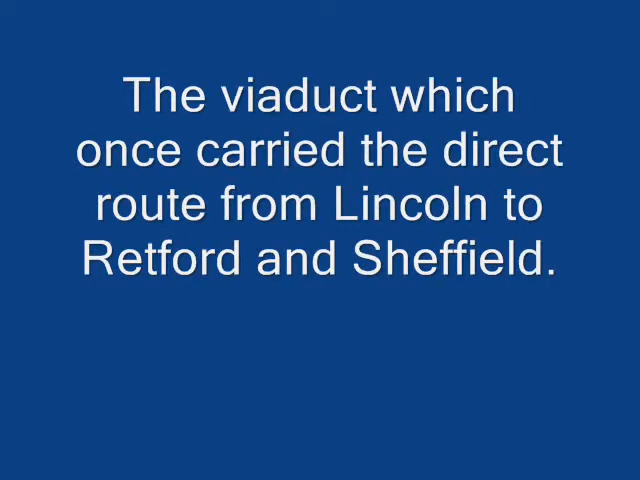 The viaduct which
once carried the direct
route from Lincoln to
Retford and Sheffield.